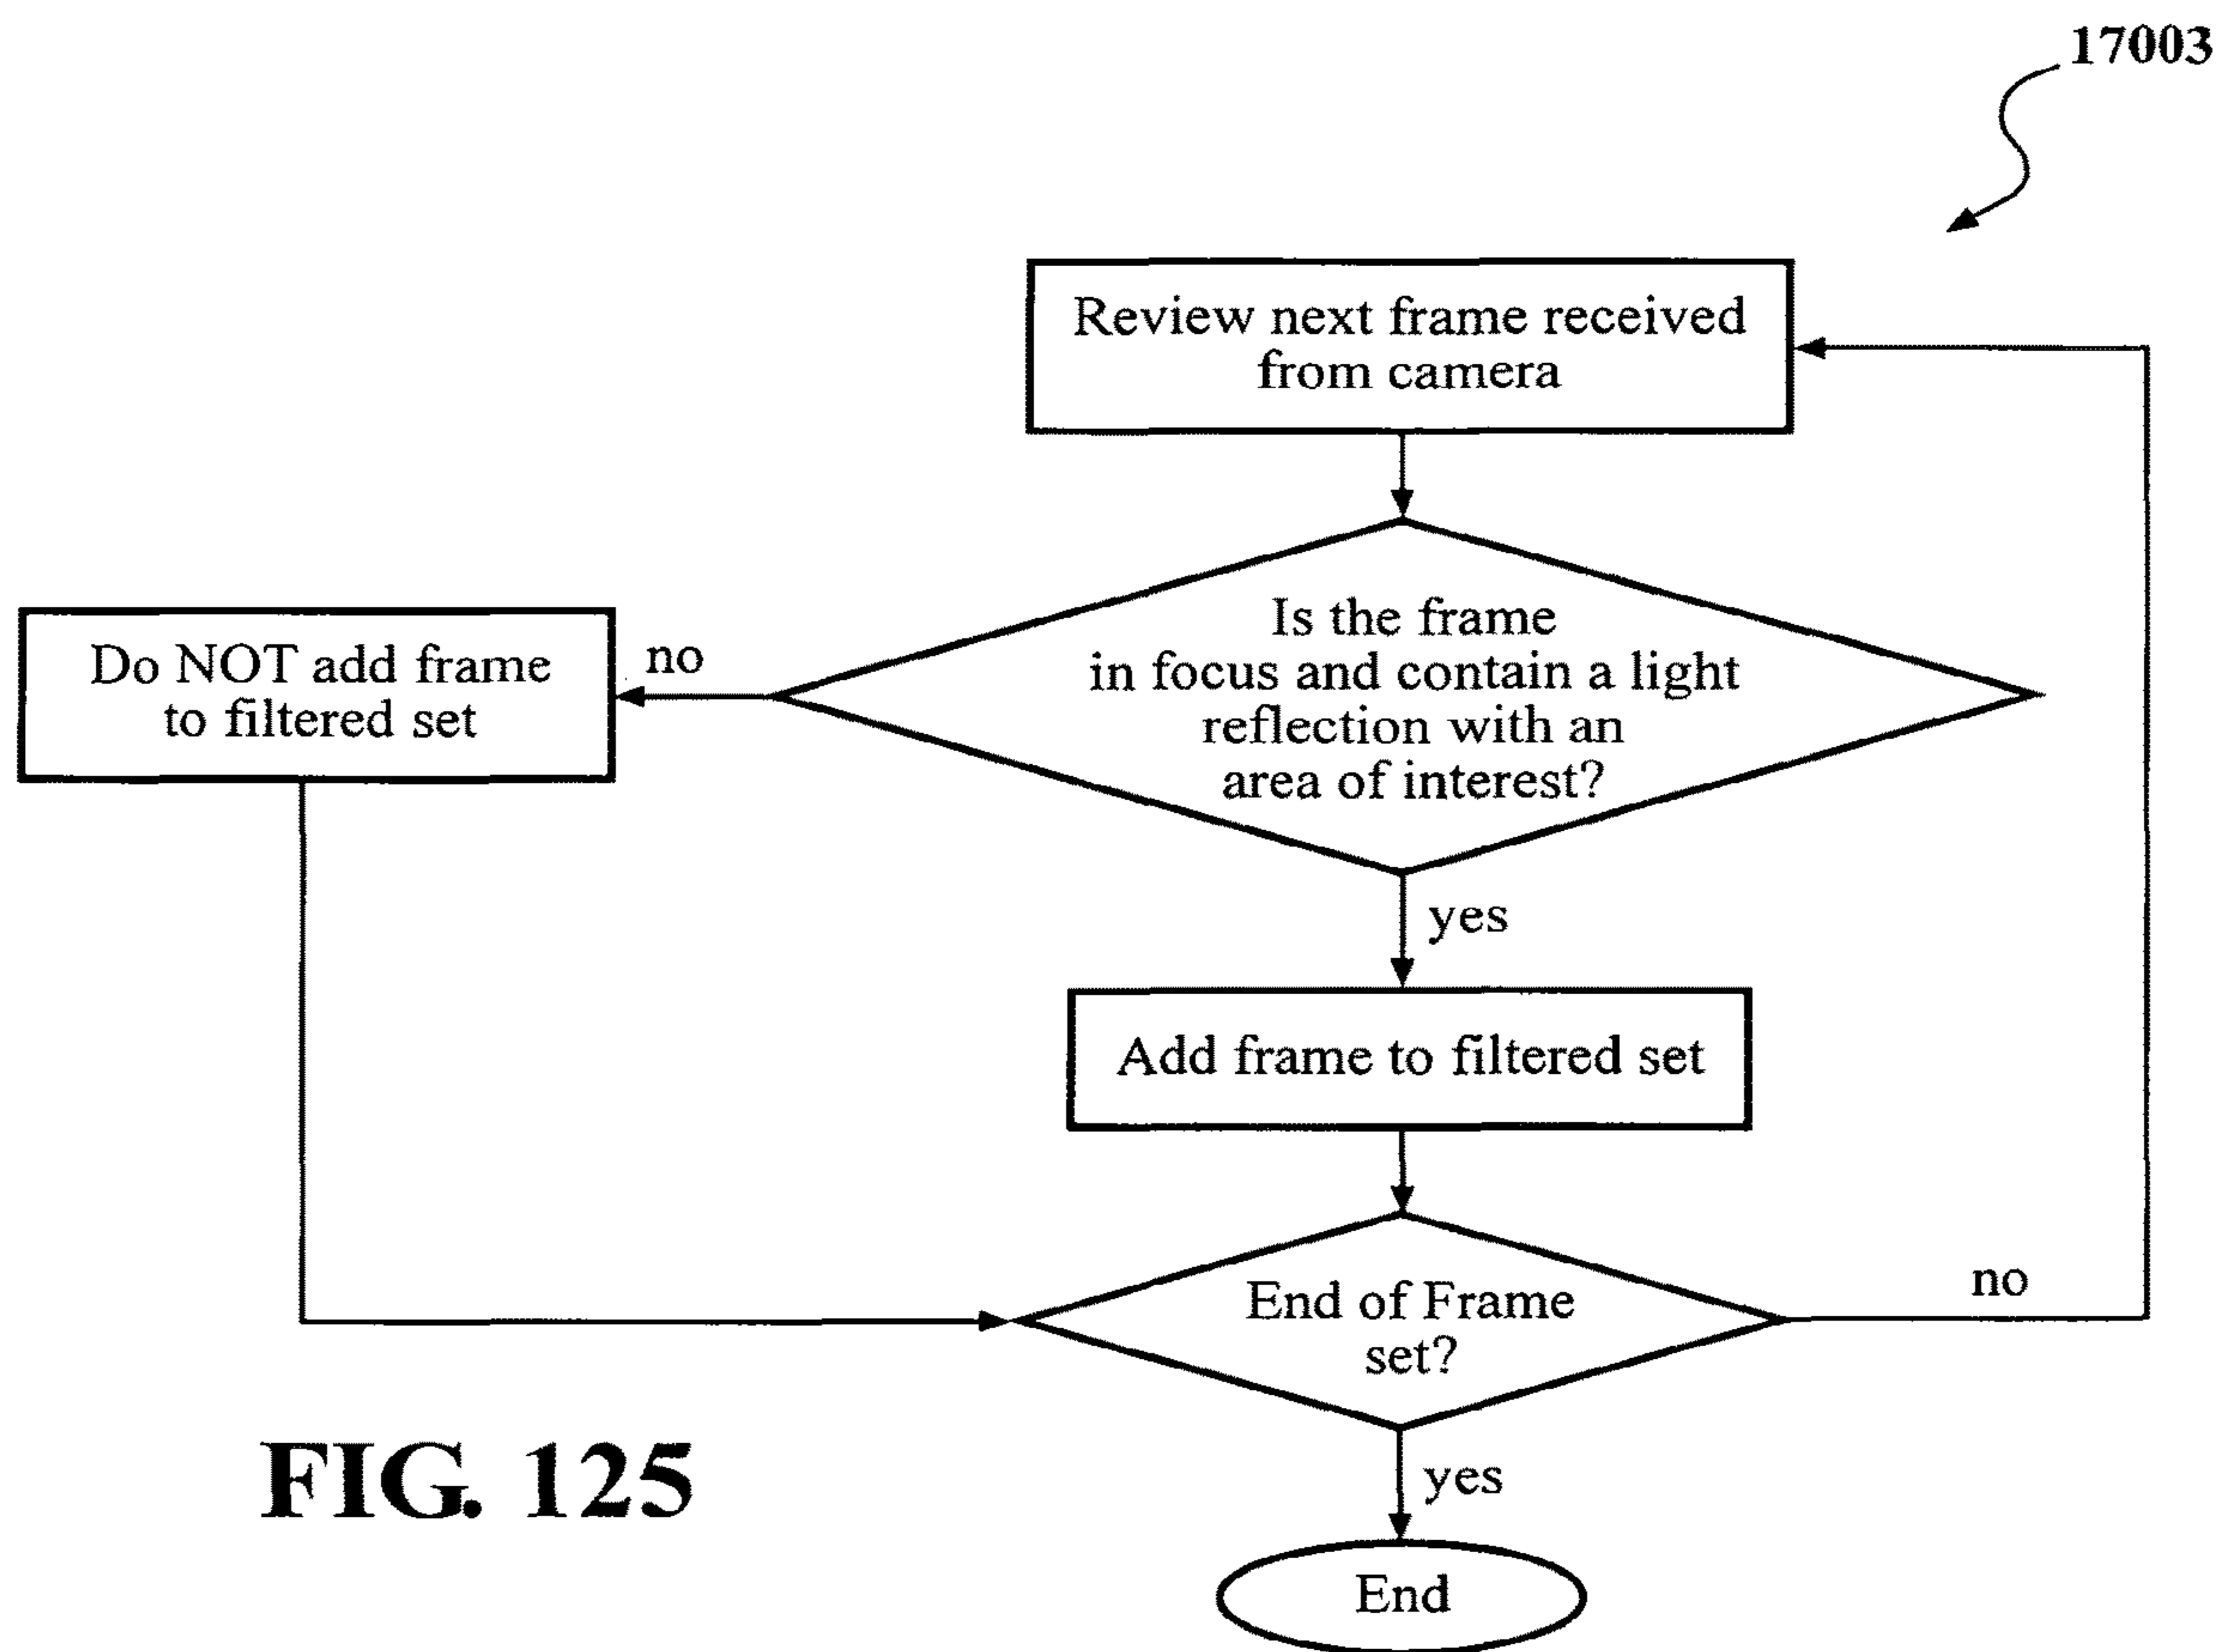 17003
Review next frame received
from camera
Is the frame
in focus and contain a light
reflection with an
area of interest?
no
Do NOT add frame
to filtered set
yes
Add frame to filtered set
End of Frame
set?
no
yes
End
FIG. 125